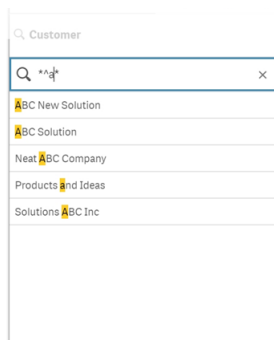 Customer
*^a*
ABC New Solution
ABC Solution
Neat ABC Company
Products and Ideas
Solutions ABC Inc